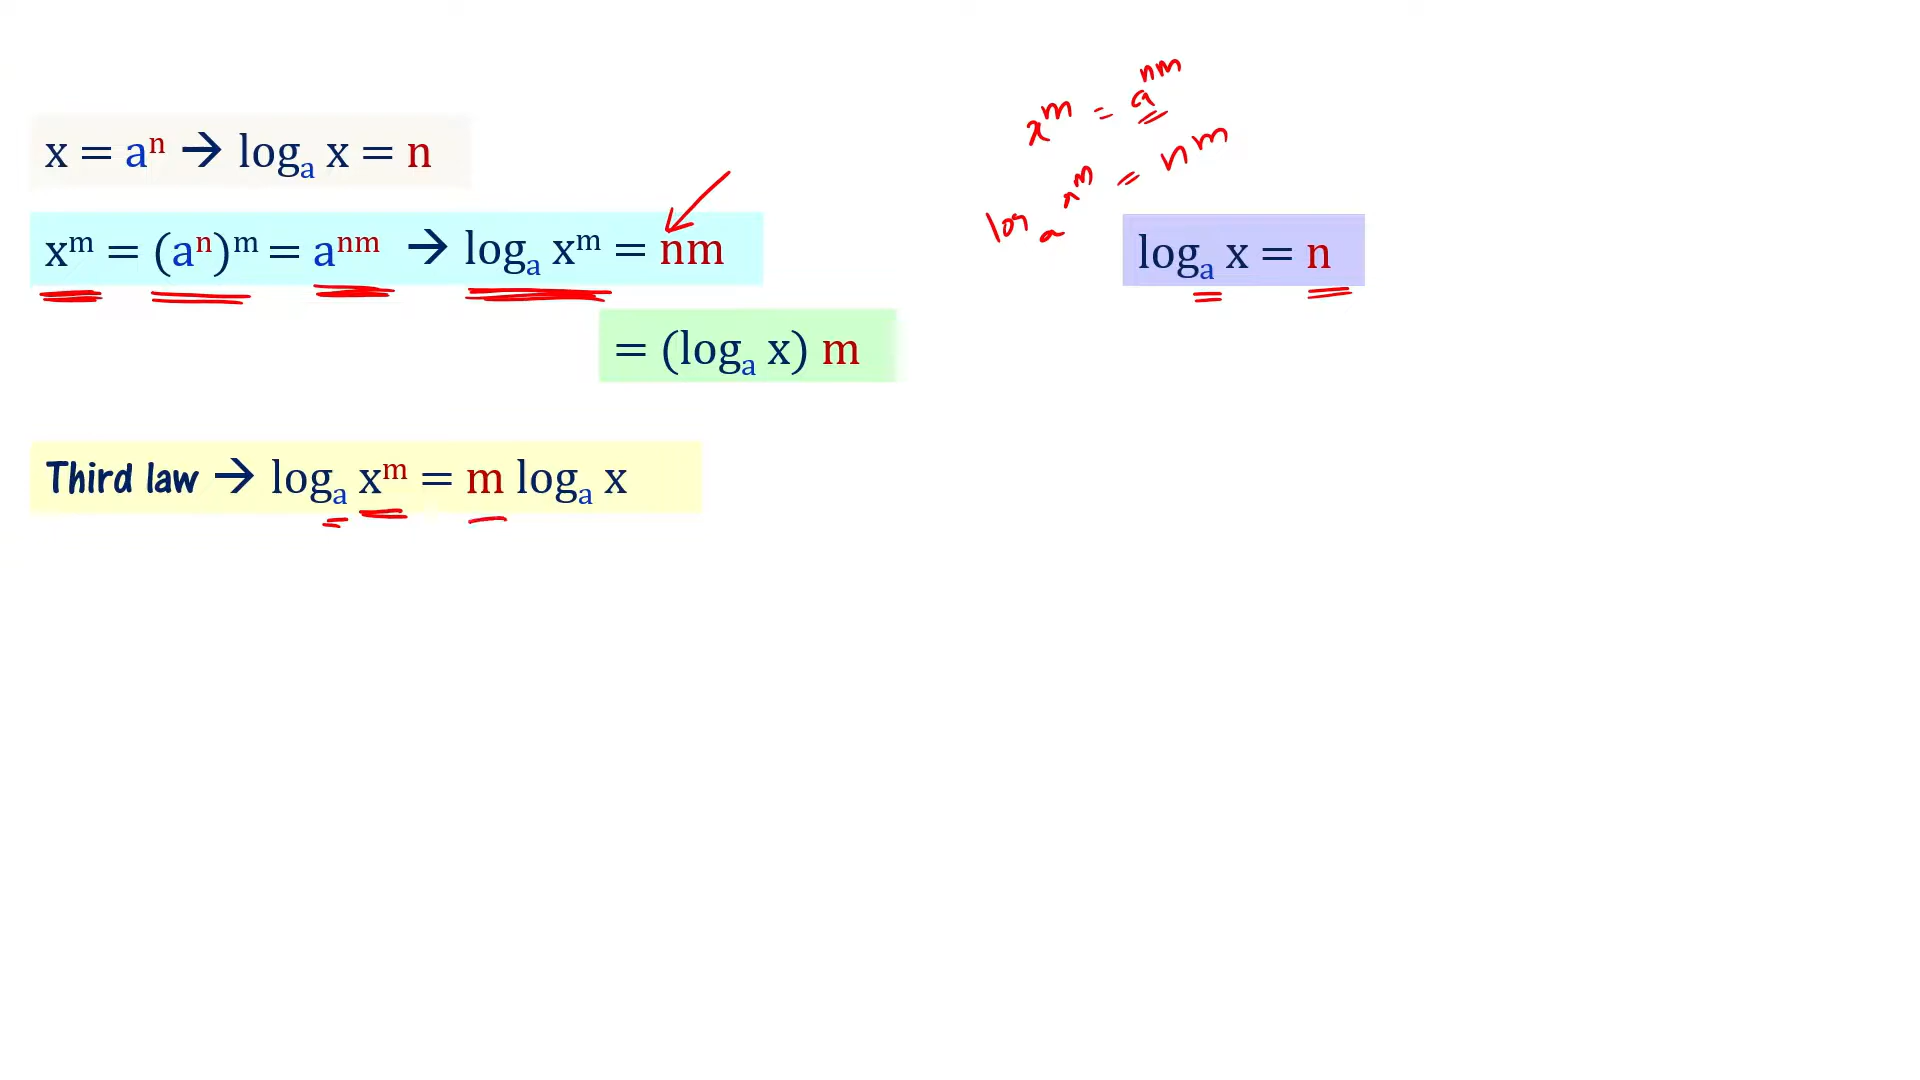 x = aⁿ → logₐ x = n
xᵐ = (aⁿ)ᵐ = aⁿᵐ → logₐ xᵐ = nm
= (logₐ x) m
Third law → logₐ xᵐ = m logₐ x
xᵐ = aⁿᵐ
logₐ xᵐ = nm
logₐ x = n